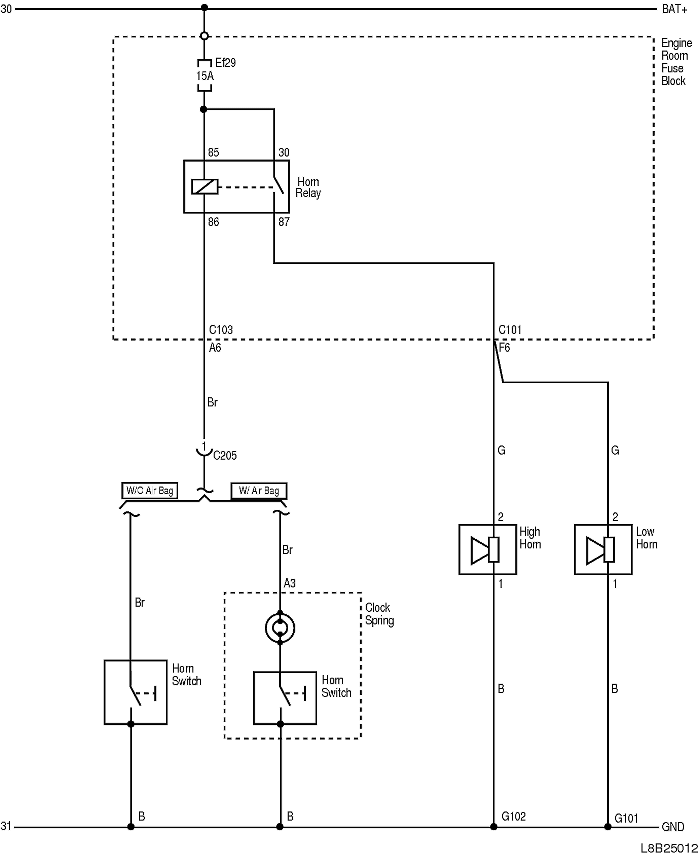 30
BAT+
Engine
Room
Fuse
Block
Ef29
15A
85
30
Horn
Relay
86
87
C103
C101
A6
F6
Br
1
C205
G
G
W/O Air Bag
W/ Air Bag
2
High
Horn
2
Low
Horn
Br
A3
1
1
Br
Clock
Spring
Horn
Switch
Horn
Switch
B
B
B
B
G102
G101
31
GND
L8B25012